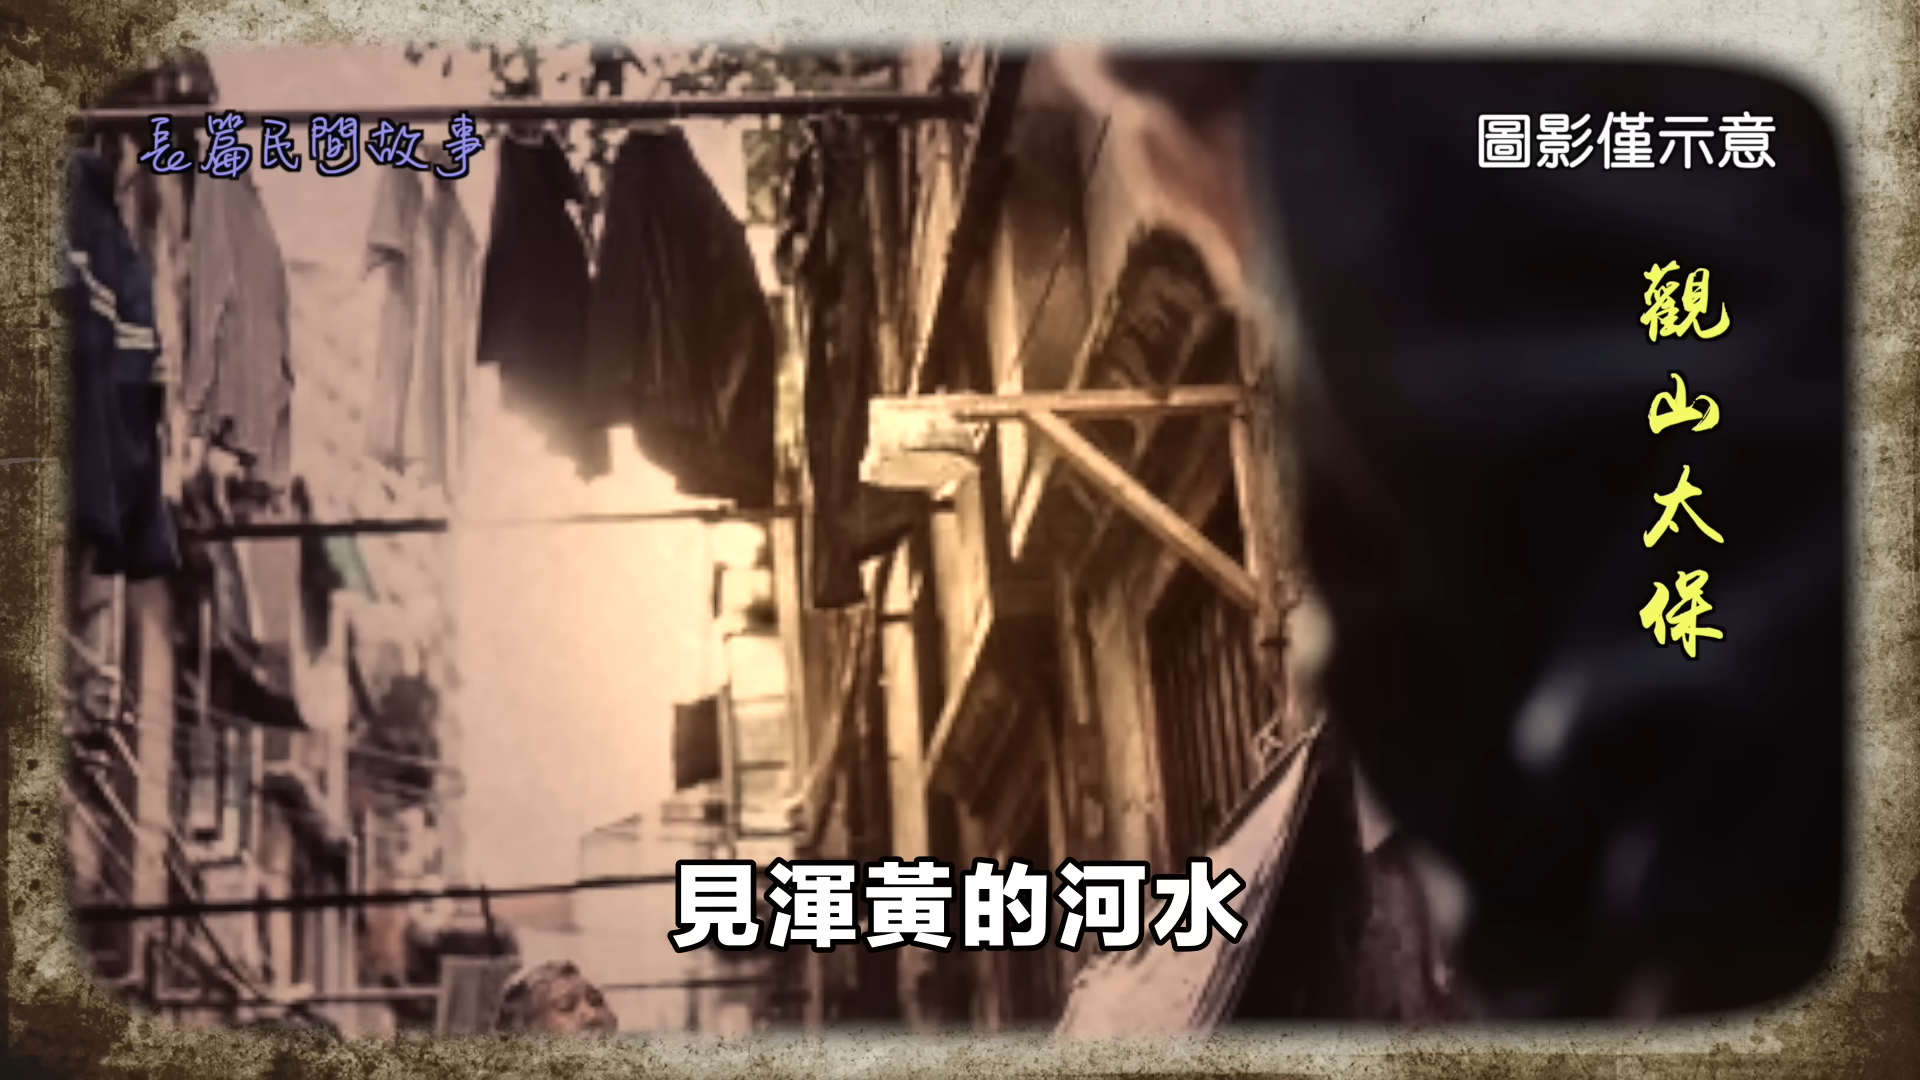 長篇民間故事
圖影僅示意
觀山太保
見渾黃的河水